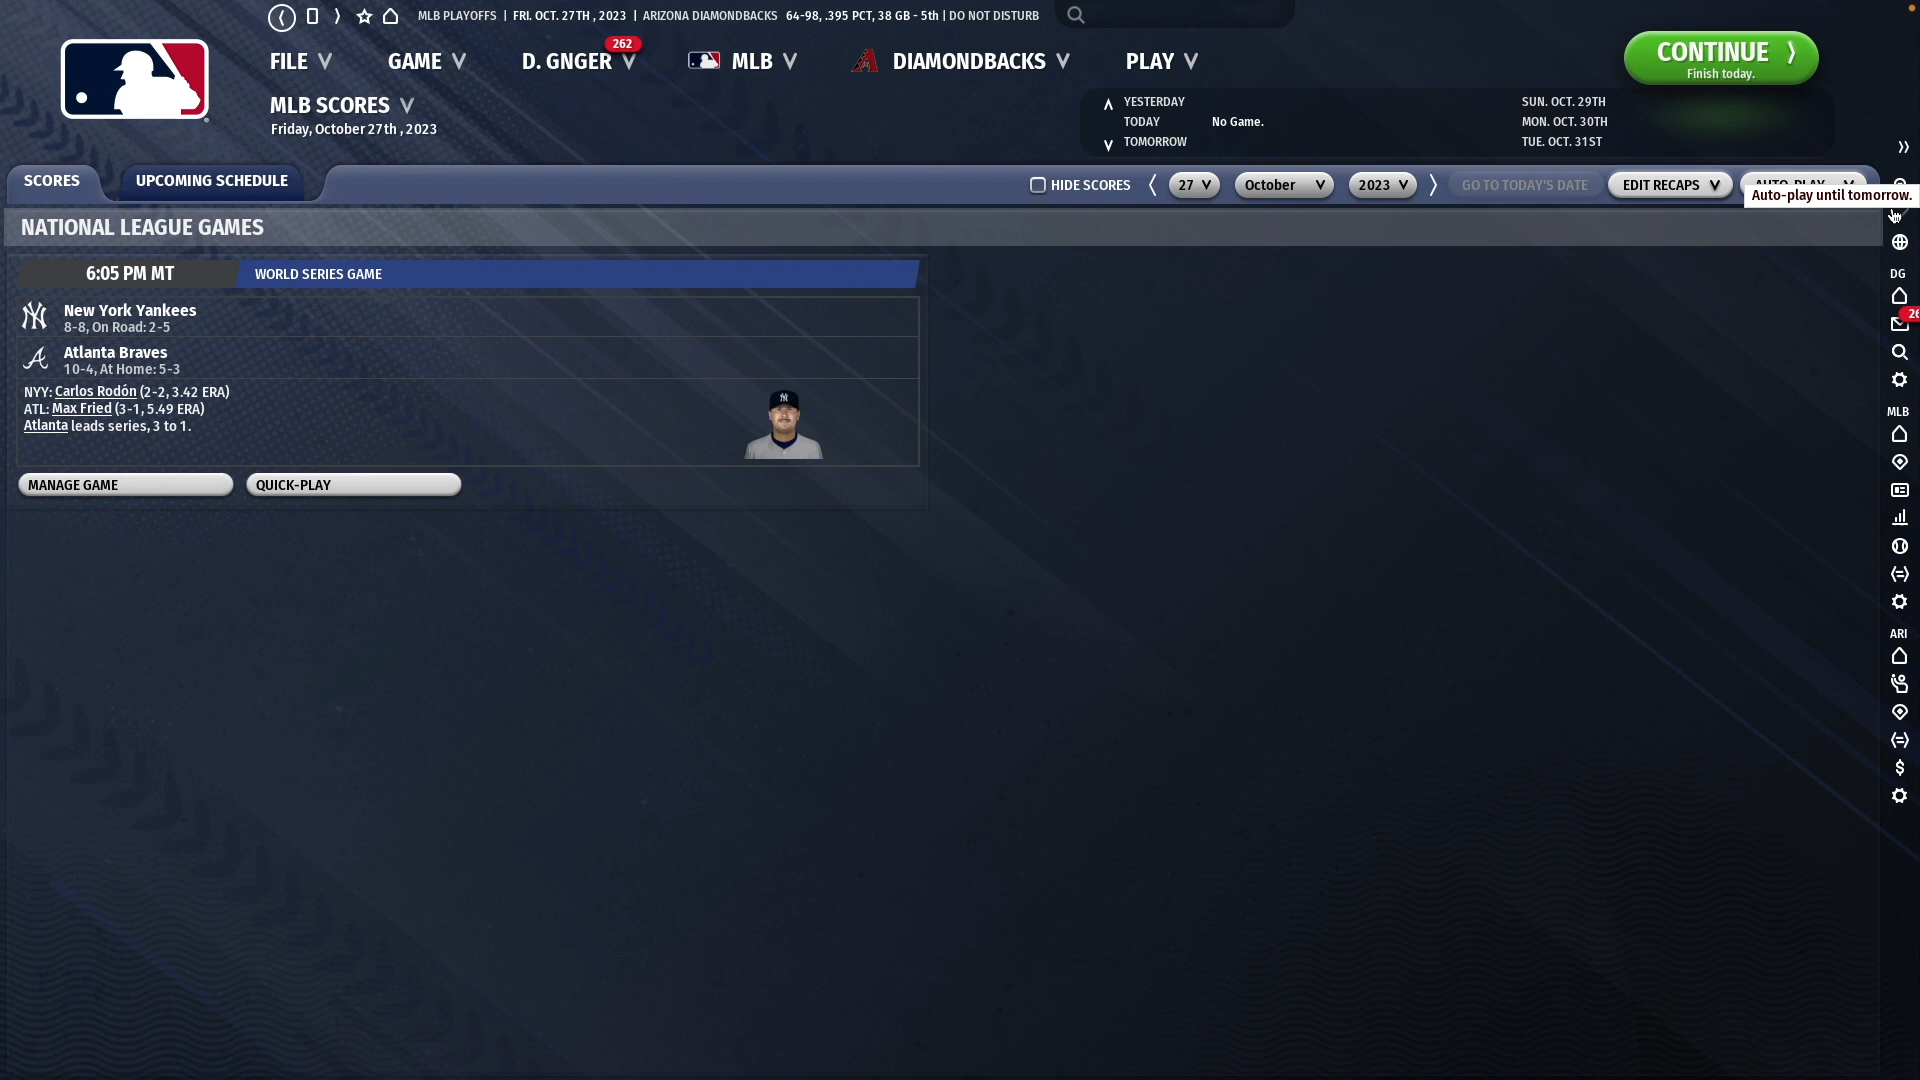 MLB PLAYOFFS | FRI. OCT. 27TH , 2023 | ARIZONA DIAMONDBACKS 64-98, .395 PCT, 38 GB - 5th | DO NOT DISTURB
FILE
GAME
D. GNGER
262
MLB
DIAMONDBACKS
PLAY
CONTINUE
Finish today.
MLB SCORES
Friday, October 27th , 2023
YESTERDAY
TODAY No Game.
TOMORROW
SUN. OCT. 29TH
MON. OCT. 30TH
TUE. OCT. 31ST
SCORES
UPCOMING SCHEDULE
HIDE SCORES
27
October
2023
GO TO TODAY'S DATE
EDIT RECAPS
AUTO-PLAY
Auto-play until tomorrow.
NATIONAL LEAGUE GAMES
6:05 PM MT
WORLD SERIES GAME
New York Yankees
8-8, On Road: 2-5
Atlanta Braves
10-4, At Home: 5-3
NYY: Carlos Rodón (2-2, 3.42 ERA)
ATL: Max Fried (3-1, 5.49 ERA)
Atlanta leads series, 3 to 1.
MANAGE GAME
QUICK-PLAY
DG
26
MLB
ARI